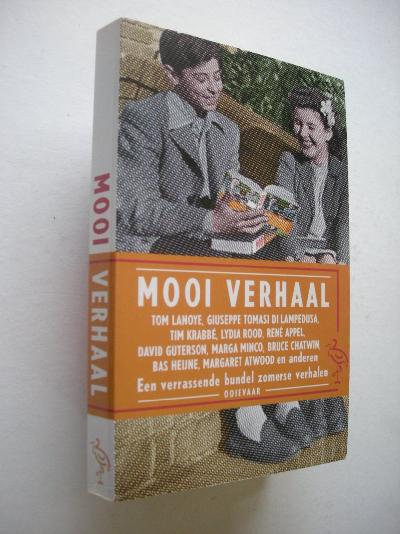 MOOI VERHAAL
MOOI VERHAAL
TOM LANOYE, GIUSEPPE TOMASI DI LAMPEDUSA,
TIM KRABBÉ, LYDIA ROOD, RENÉ APPEL,
DAVID GUTERSON, MARGA MINCO, BRUCE CHATWIN,
BAS HEIJNE, MARGARET ATWOOD en anderen
Een verrassende bundel zomerse verhalen
OOIEVAAR